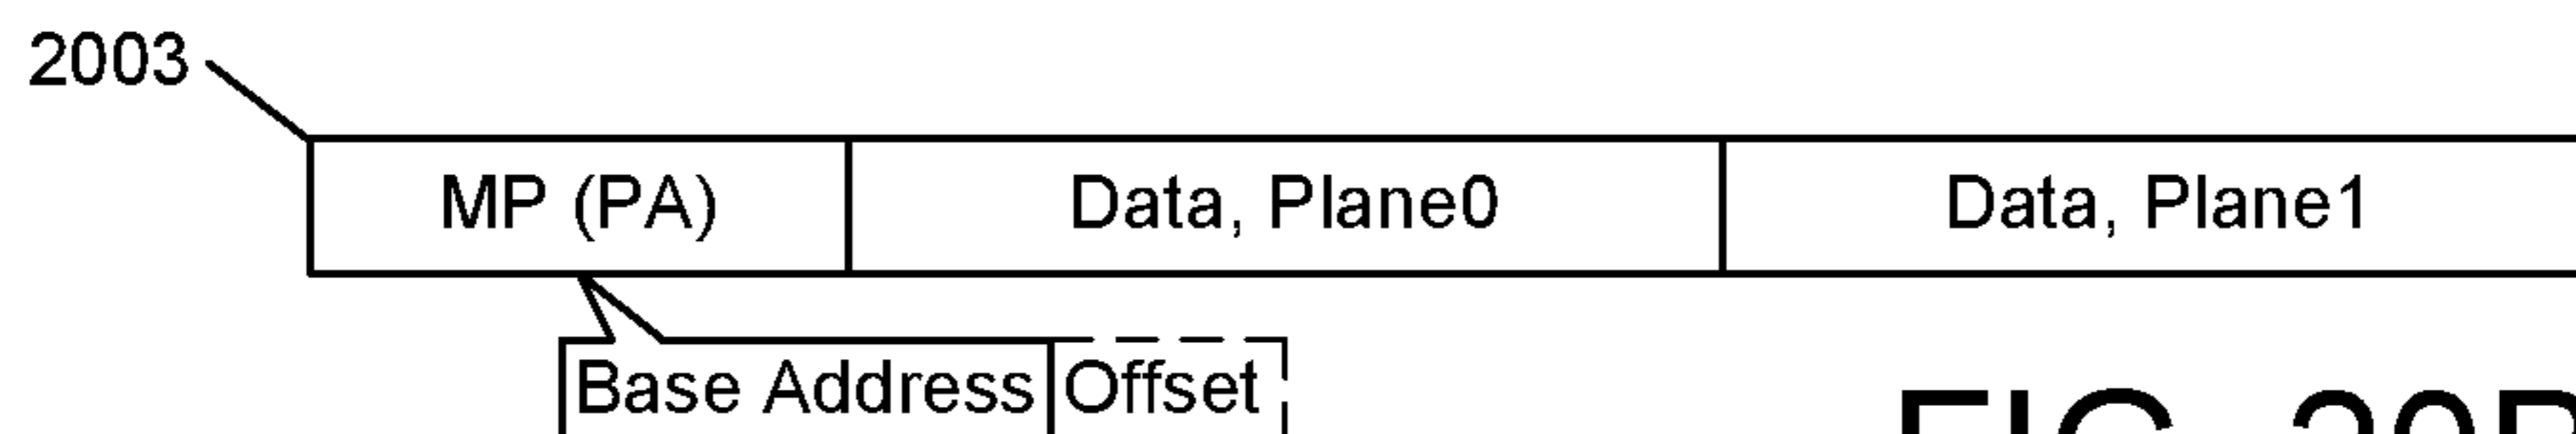 2003
MP (PA) Data, Plane0 Data, Plane1
Base Address Offset